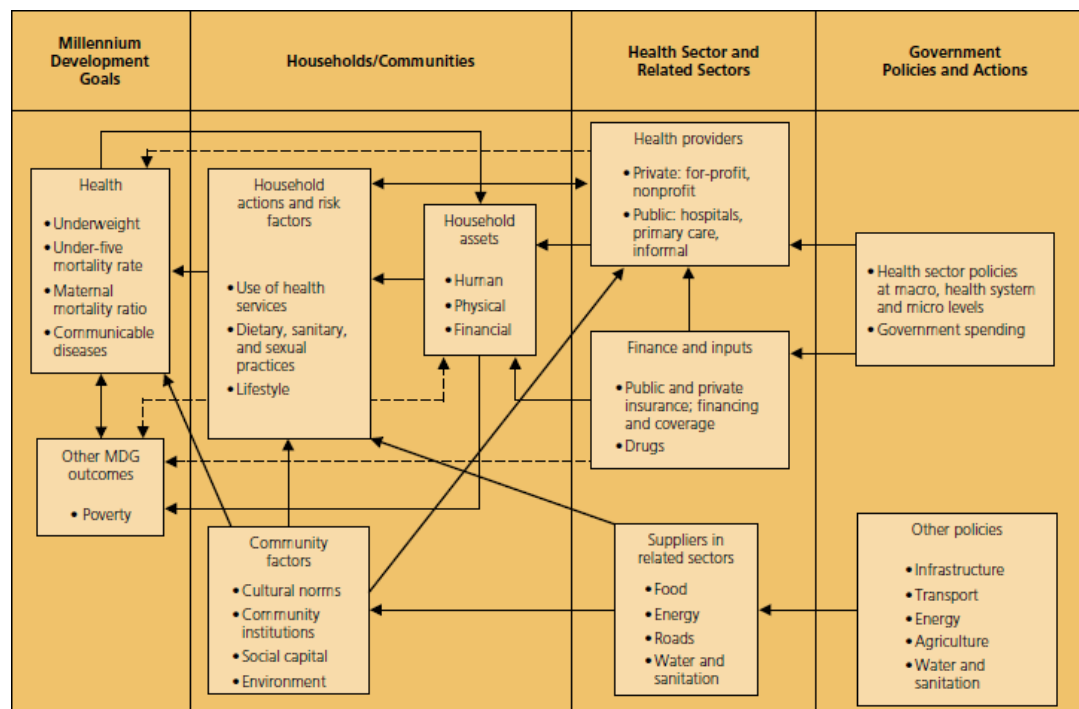 Millennium
Development
Goals
Households/Communities
Health Sector and
Related Sectors
Government
Policies and Actions
Health
• Underweight
• Under-five
mortality rate
• Maternal
mortality ratio
• Communicable
diseases
Other MDG
outcomes
• Poverty
Household
actions and risk
factors
• Use of health
services
• Dietary, sanitary,
and sexual
practices
• Lifestyle
Household
assets
• Human
• Physical
• Financial
Community
factors
• Cultural norms
• Community
institutions
• Social capital
• Environment
Health providers
• Private: for-profit,
nonprofit
• Public: hospitals,
primary care,
informal
Finance and inputs
• Public and private
insurance; financing
and coverage
• Drugs
Suppliers in
related sectors
• Food
• Energy
• Roads
• Water and
sanitation
• Health sector policies
at macro, health system
and micro levels
• Government spending
Other policies
• Infrastructure
• Transport
• Energy
• Agriculture
• Water and
sanitation